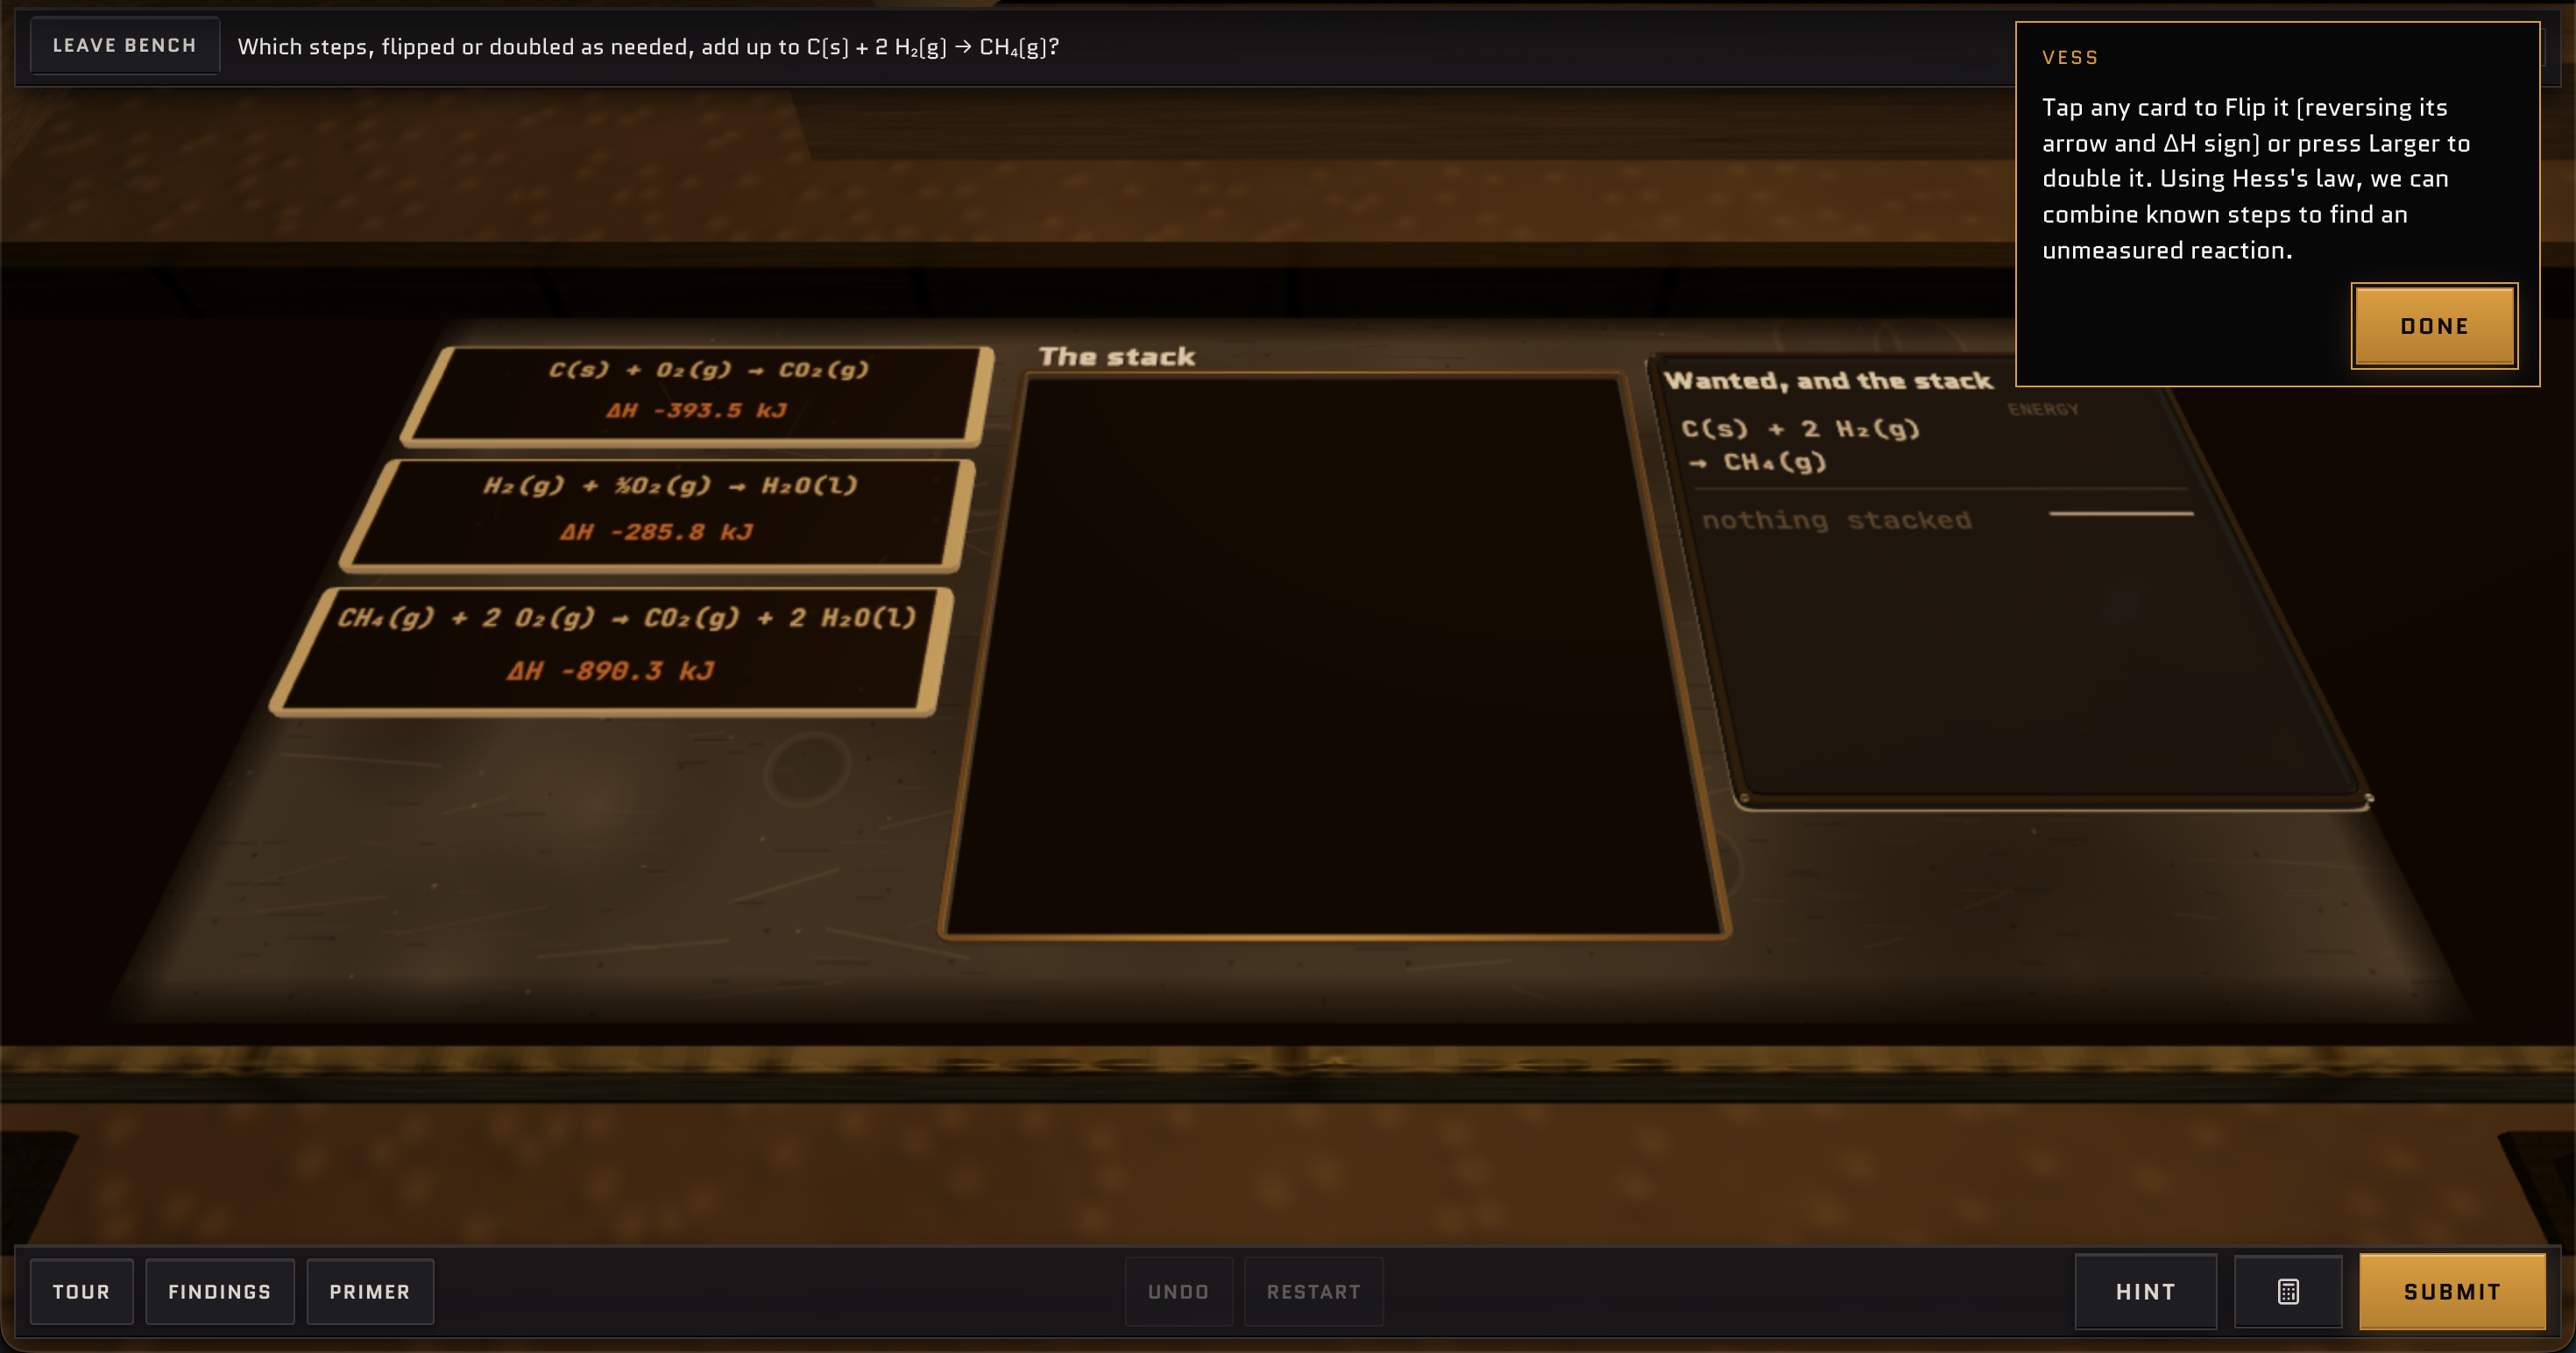 LEAVE BENCH
Which steps, flipped or doubled as needed, add up to C(s) + 2 H₂(g) → CH₄(g)?
VESS
Tap any card to Flip it (reversing its
arrow and ΔH sign) or press Larger to
double it. Using Hess's law, we can
combine known steps to find an
unmeasured reaction.
DONE
C(s) + O₂(g) → CO₂(g)
ΔH -393.5 kJ
H₂(g) + ½O₂(g) → H₂O(l)
ΔH -285.8 kJ
CH₄(g) + 2 O₂(g) → CO₂(g) + 2 H₂O(l)
ΔH -890.3 kJ
The stack
Wanted, and the stack
ENERGY
C(s) + 2 H₂(g)
→ CH₄(g)
nothing stacked
TOUR
FINDINGS
PRIMER
UNDO
RESTART
HINT
SUBMIT